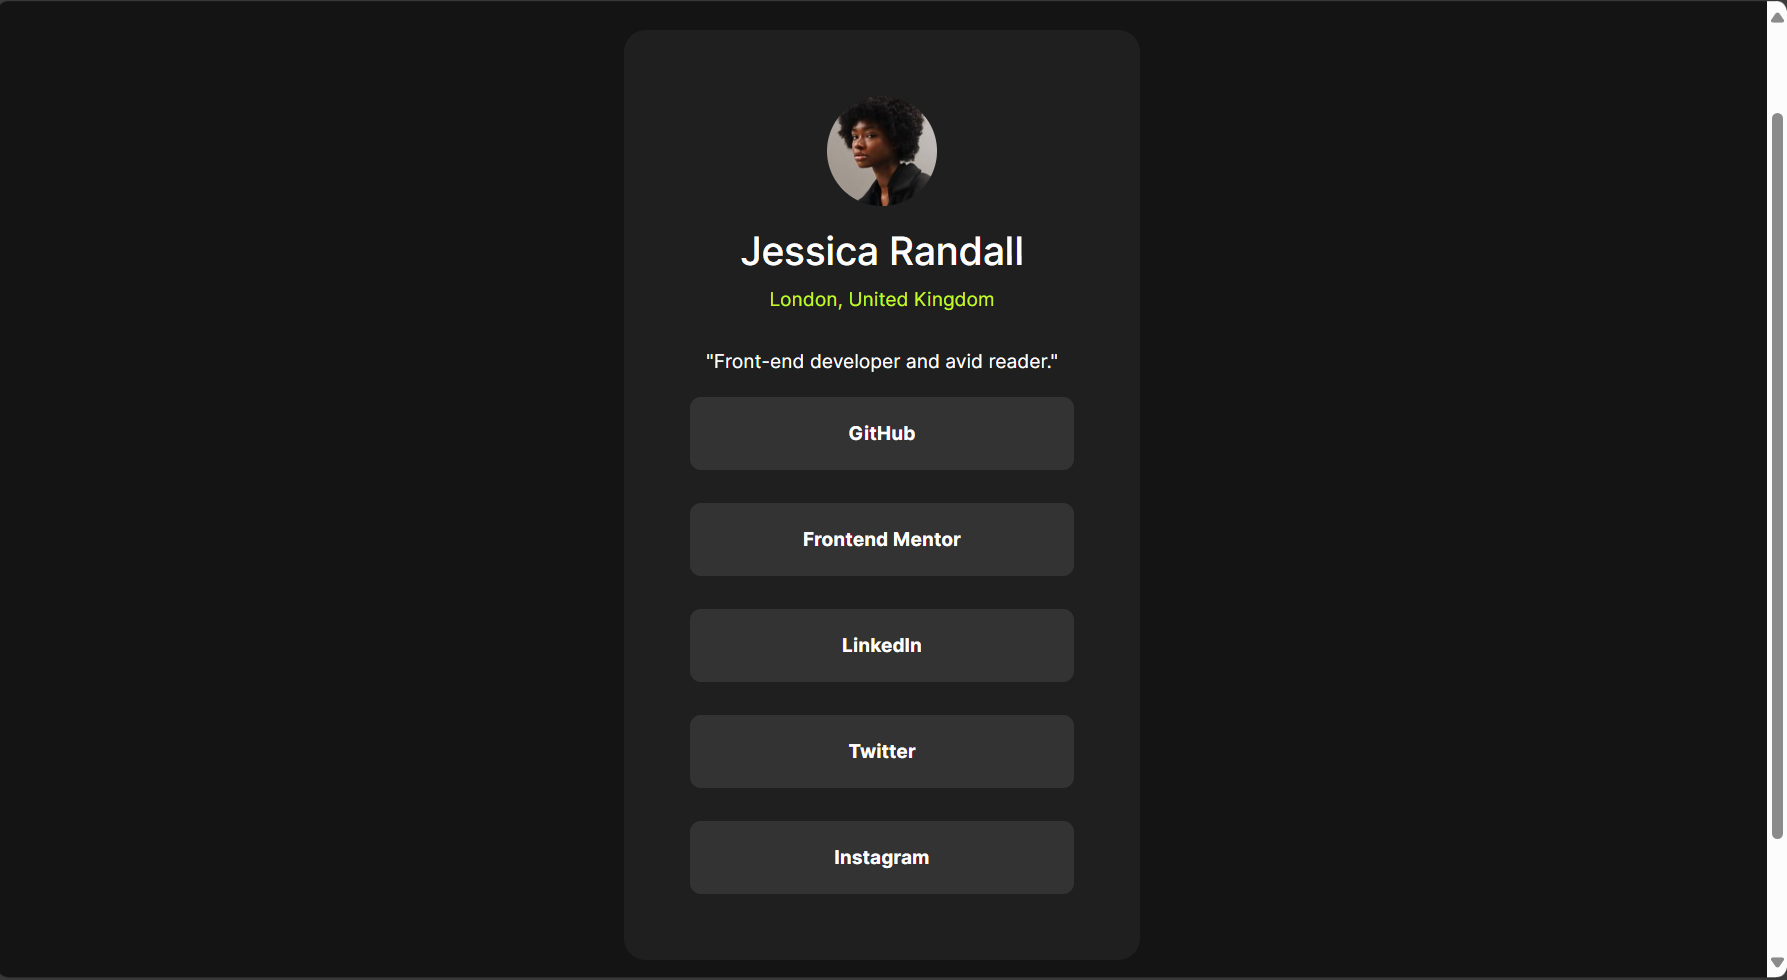 Jessica Randall
London, United Kingdom
"Front-end developer and avid reader."
GitHub
Frontend Mentor
LinkedIn
Twitter
Instagram